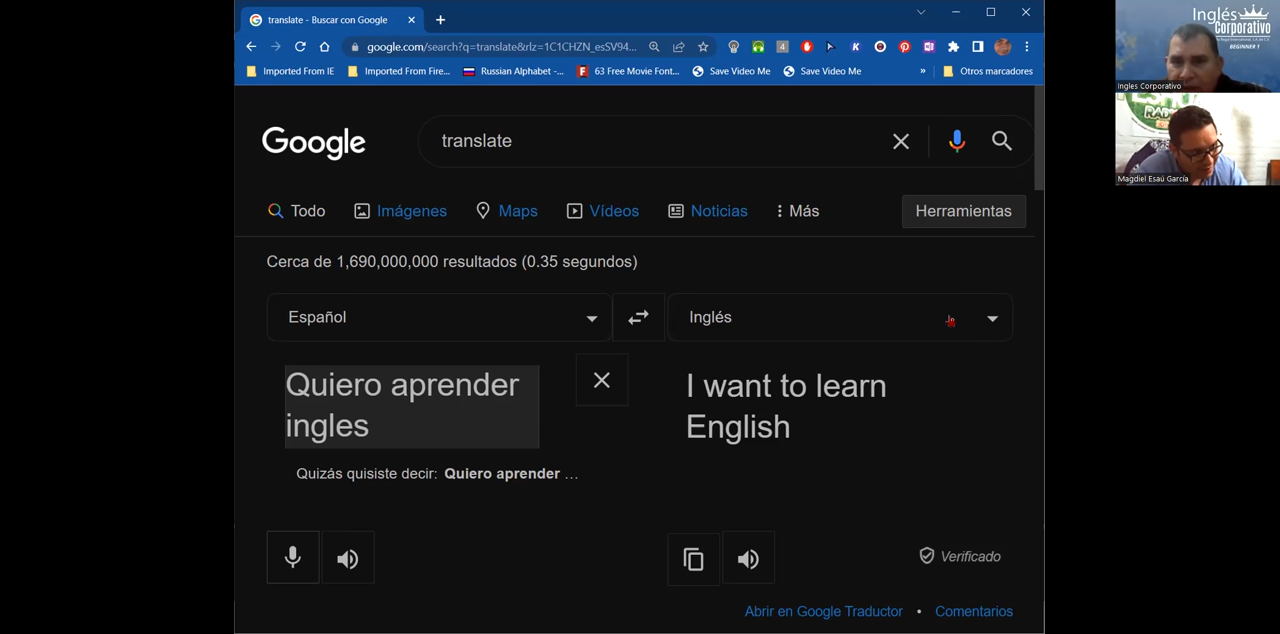 translate - Buscar con Google
google.com/search?q=translate&rlz=1C1CHZN_esSV94...
4
Imported From IE
Imported From Fire...
Russian Alphabet -...
63 Free Movie Font...
Save Video Me
Save Video Me
»
Otros marcadores
Google
translate
Todo
Imágenes
Maps
Vídeos
Noticias
Más
Herramientas
Cerca de 1,690,000,000 resultados (0.35 segundos)
Español
Inglés
Quiero aprender
ingles
I want to learn
English
Quizás quisiste decir: Quiero aprender ...
Verificado
Abrir en Google Traductor • Comentarios
Inglés
Corporativo
BEGINNER 1
Ingles Corporativo
Magdiel Esaú García